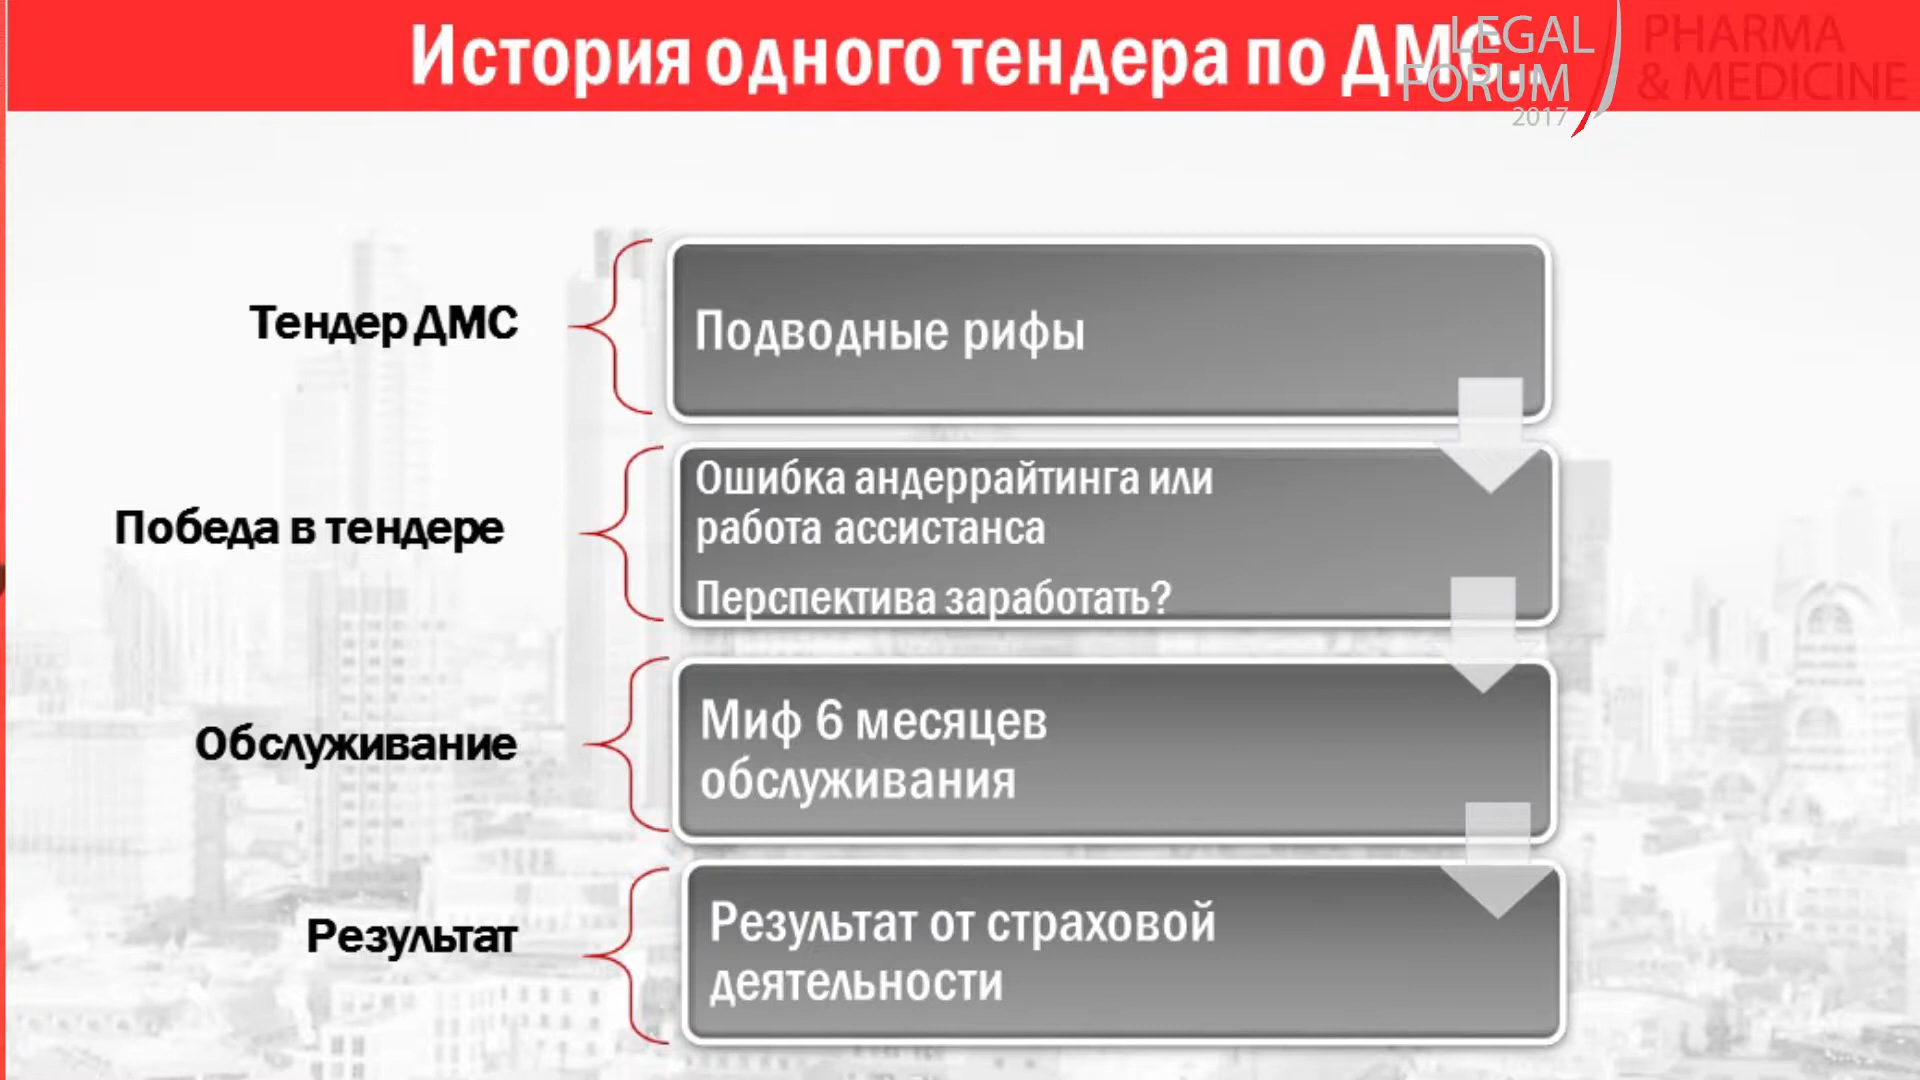 История одного тендера по ДМС..
LEGAL
FORUM
2017
PHARMA
& MEDICINE
Тендер ДМС
Подводные рифы
Победа в тендере
Ошибка андеррайтинга или
работа ассистанса
Перспектива заработать?
Обслуживание
Миф 6 месяцев
обслуживания
Результат
Результат от страховой
деятельности